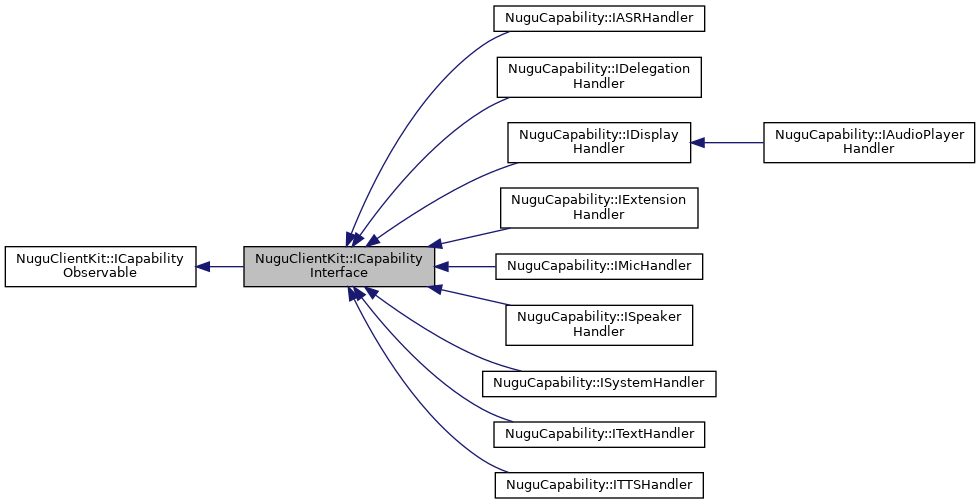 NuguCapability::IASRHandler
NuguCapability::IDelegation
Handler
NuguCapability::IDisplay
Handler
NuguCapability::IAudioPlayer
Handler
NuguCapability::IExtension
Handler
NuguClientKit::ICapability
Observable
NuguClientKit::ICapability
Interface
NuguCapability::IMicHandler
NuguCapability::ISpeaker
Handler
NuguCapability::ISystemHandler
NuguCapability::ITextHandler
NuguCapability::ITTSHandler